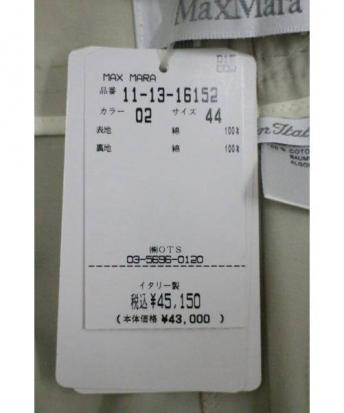 MaxMara
MAX MARA
品番 11-13-16152
カラー 02 サイズ 44
表地 綿 100%
裏地 綿 100%
㈱OTS
03-5696-0120
イタリー製
税込¥45,150
(本体価格 ¥43,000)
100% COTO